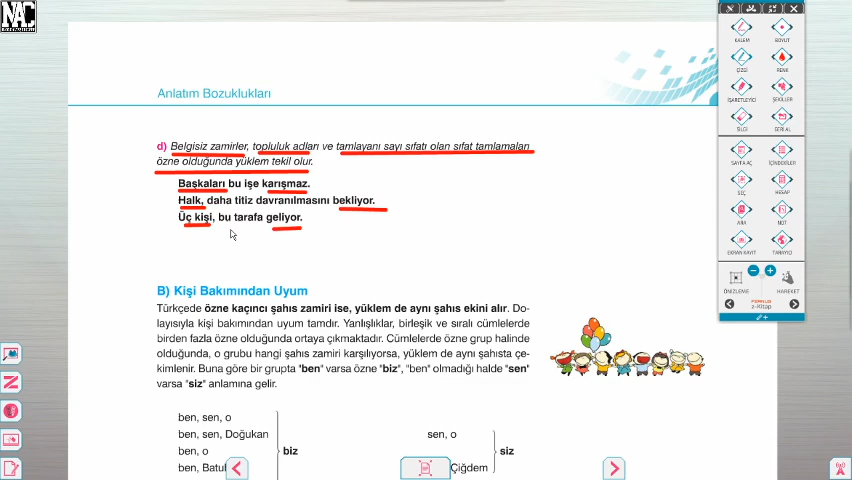 NAC
Anlatım Bozuklukları
d) Belgisiz zamirler, topluluk adları ve tamlayanı sayı sıfatı olan sıfat tamlamaları
özne olduğunda yüklem tekil olur.
Başkaları bu işe karışmaz.
Halk, daha titiz davranılmasını bekliyor.
Üç kişi, bu tarafa geliyor.
B) Kişi Bakımından Uyum
Türkçede özne kaçıncı şahıs zamiri ise, yüklem de aynı şahıs ekini alır. Do-
layısıyla kişi bakımından uyum tamdır. Yanlışlıklar, birleşik ve sıralı cümlelerde
birden fazla özne olduğunda ortaya çıkmaktadır. Cümlelerde özne grup halinde
olduğunda, o grubu hangi şahıs zamiri karşılıyorsa, yüklem de aynı şahısta çe-
kimlenir. Buna göre bir grupta "ben" varsa özne "biz", "ben" olmadığı halde "sen"
varsa "siz" anlamına gelir.
ben, sen, o
ben, sen, Doğukan
ben, o
ben, Batu
biz
sen, o
Çiğdem
siz
KALEM
BOYUT
ÇİZGİ
RENK
İŞARETLEYİCİ
ŞEKİLLER
SİLGİ
GERİ AL
SAYFA AÇ
İÇİNDEKİLER
SEÇ
HESAP
ANA
NOT
EKRAN KAYIT
TARAYICI
ÖNİZLEME
HAREKET
z-Kitap